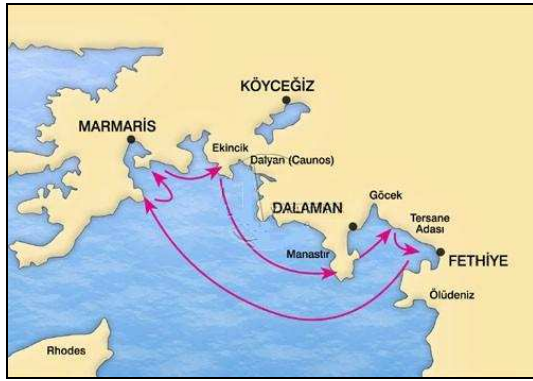 KÖYCEĞİZ
MARMARİS
Ekincik
Dalyan (Caunos)
Göcek
DALAMAN
Tersane
Adası
Manastır
FETHİYE
Ölüdeniz
Rhodes